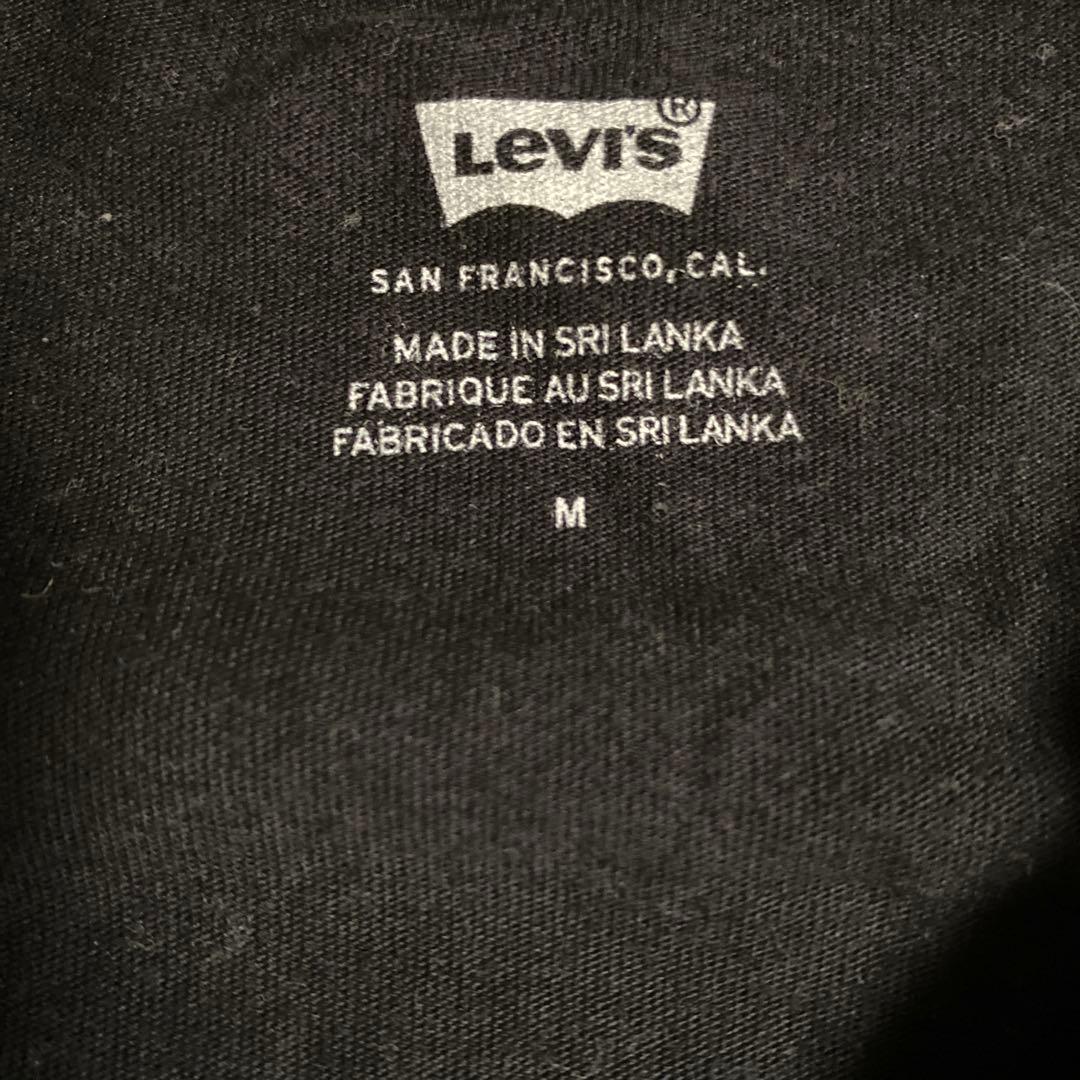 Levi's®
SAN FRANCISCO, CAL.
MADE IN SRI LANKA
FABRIQUE AU SRI LANKA
FABRICADO EN SRI LANKA
M